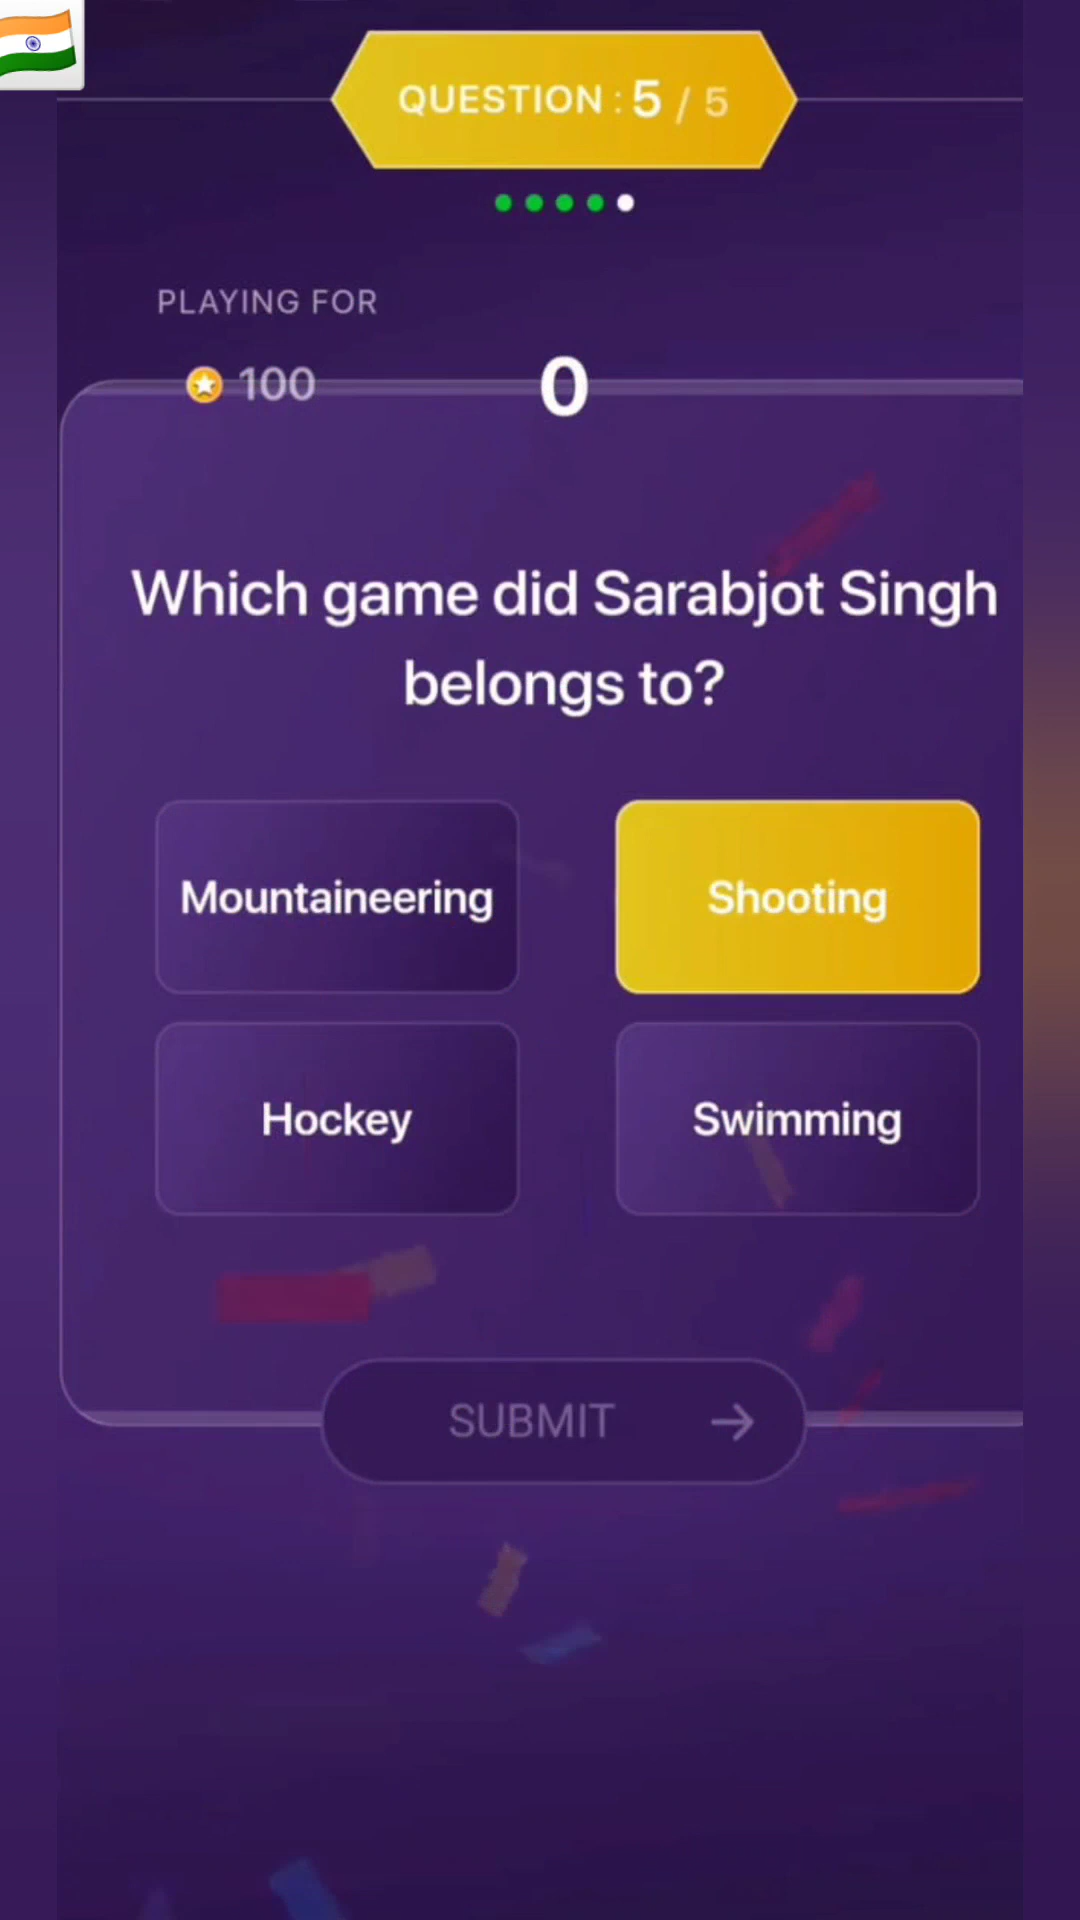 QUESTION : 5 / 5
PLAYING FOR
100
0
Which game did Sarabjot Singh
belongs to?
Mountaineering
Shooting
Hockey
Swimming
SUBMIT →